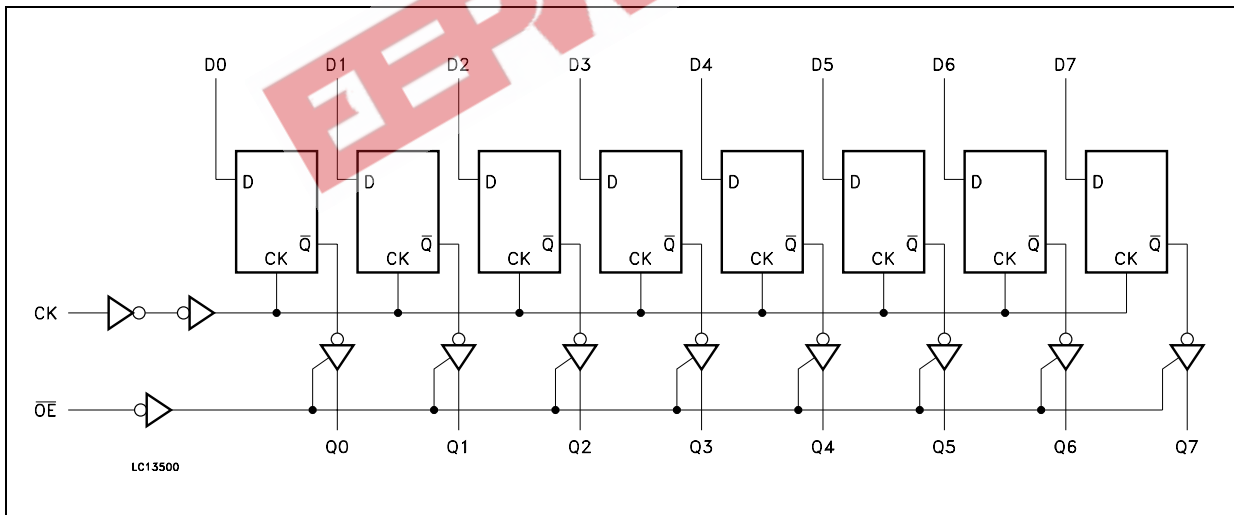 EEPW
D0 D1 D2 D3 D4 D5 D6 D7
D D D D D D D D
Q̅ Q̅ Q̅ Q̅ Q̅ Q̅ Q̅ Q̅
CK CK CK CK CK CK CK CK
CK
O̅E̅
Q0 Q1 Q2 Q3 Q4 Q5 Q6 Q7
LC13500